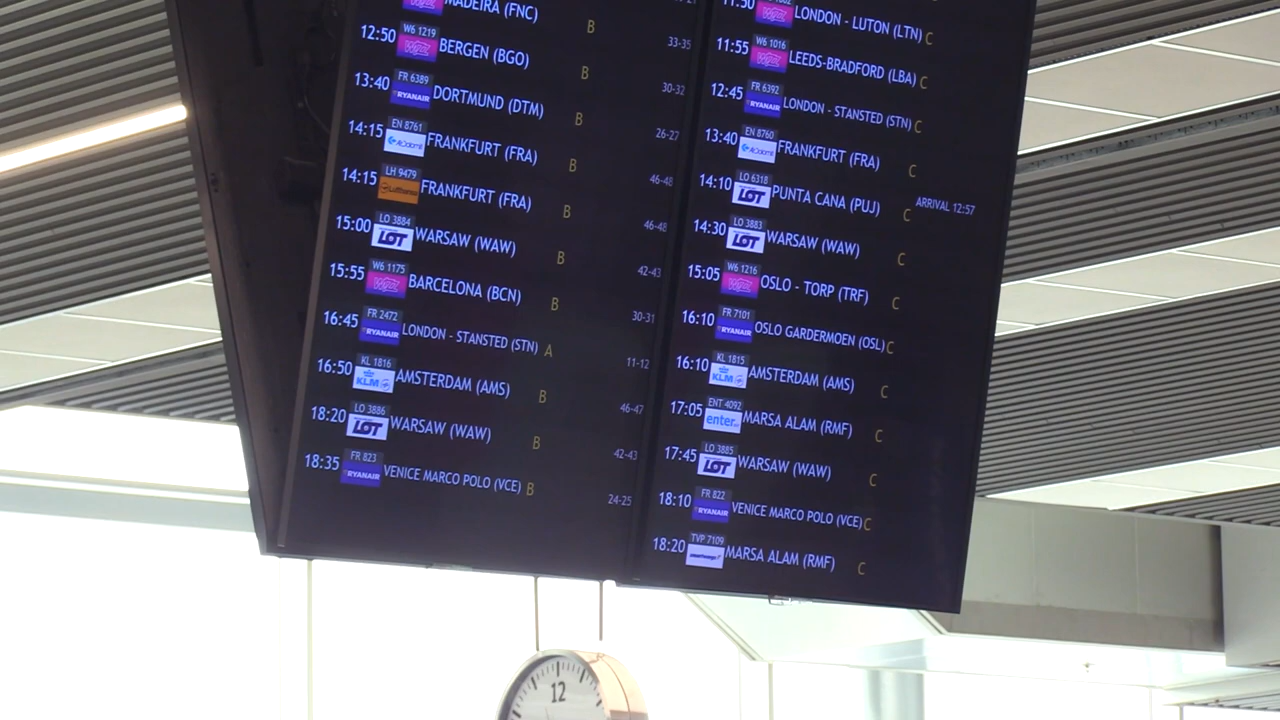 MADEIRA (FNC) B
12:50 W6 1219 WIZZ BERGEN (BGO) B 33-35
13:40 FR 6389 RYANAIR DORTMUND (DTM) B 30-32
14:15 EN 8761 FRANKFURT (FRA) B 26-27
14:15 LH 9479 Lufthansa FRANKFURT (FRA) B 46-48
15:00 LO 3884 LOT WARSAW (WAW) B 46-48
15:55 W6 1175 WIZZ BARCELONA (BCN) B 42-43
16:45 FR 2472 RYANAIR LONDON - STANSTED (STN) A 30-31
16:50 KL 1816 KLM AMSTERDAM (AMS) B 11-12
18:20 LO 3886 LOT WARSAW (WAW) B 46-47
18:35 FR 823 RYANAIR VENICE MARCO POLO (VCE) B 42-43
24-25
11:50 LONDON - LUTON (LTN) C
11:55 W6 1016 WIZZ LEEDS-BRADFORD (LBA) C
12:45 FR 6392 RYANAIR LONDON - STANSTED (STN) C
13:40 EN 8760 FRANKFURT (FRA) C
14:10 LO 6318 LOT PUNTA CANA (PUJ) C ARRIVAL 12:57
14:30 LO 3883 LOT WARSAW (WAW) C
15:05 W6 1216 WIZZ OSLO - TORP (TRF) C
16:10 FR 7101 RYANAIR OSLO GARDERMOEN (OSL) C
16:10 KL 1815 KLM AMSTERDAM (AMS) C
17:05 ENT 4092 enter MARSA ALAM (RMF) C
17:45 LO 3885 LOT WARSAW (WAW) C
18:10 FR 822 RYANAIR VENICE MARCO POLO (VCE) C
18:20 TVP 7109 MARSA ALAM (RMF) C
12